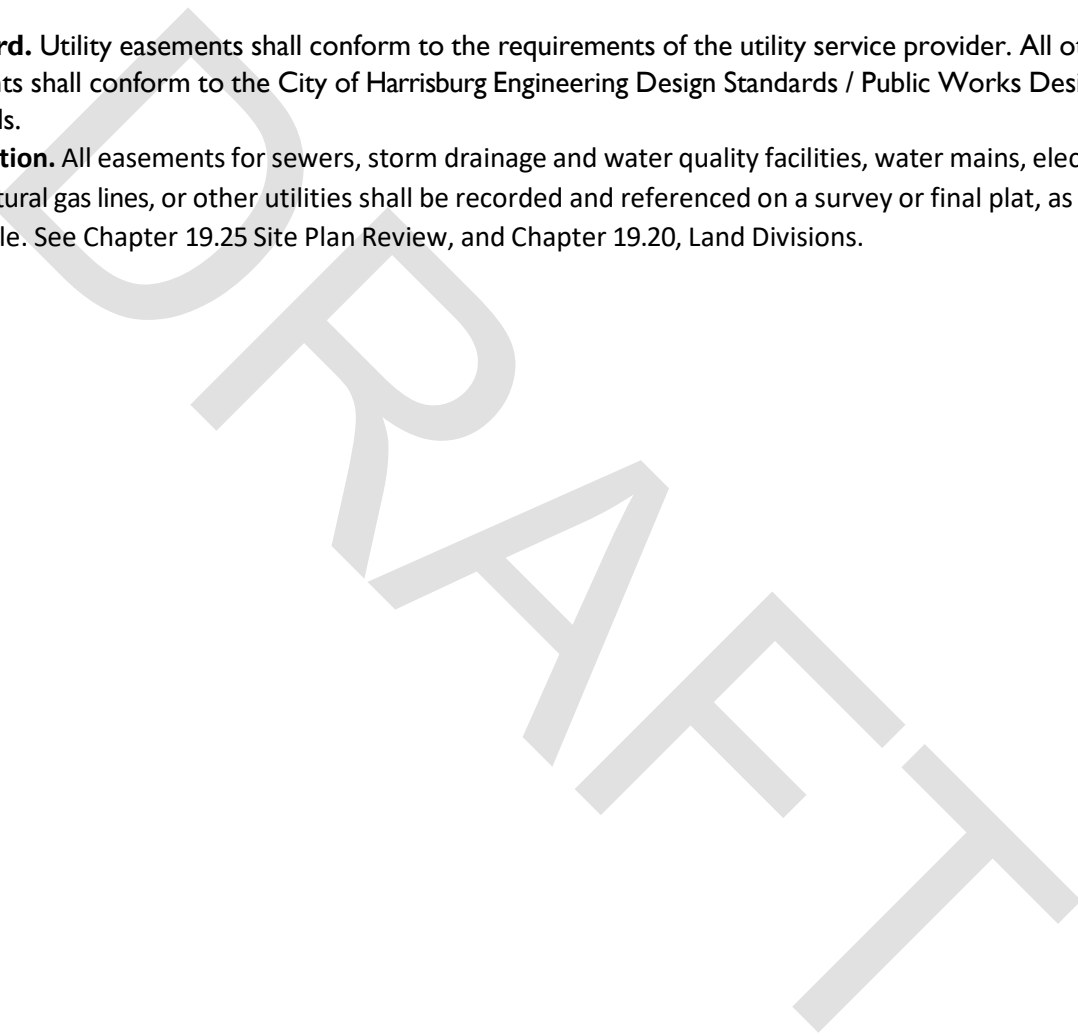 rd. Utility easements shall conform to the requirements of the utility service provider. All ot
nts shall conform to the City of Harrisburg Engineering Design Standards / Public Works Desi
ds.
tion. All easements for sewers, storm drainage and water quality facilities, water mains, elec
tural gas lines, or other utilities shall be recorded and referenced on a survey or final plat, as
le. See Chapter 19.25 Site Plan Review, and Chapter 19.20, Land Divisions.
DRAFT